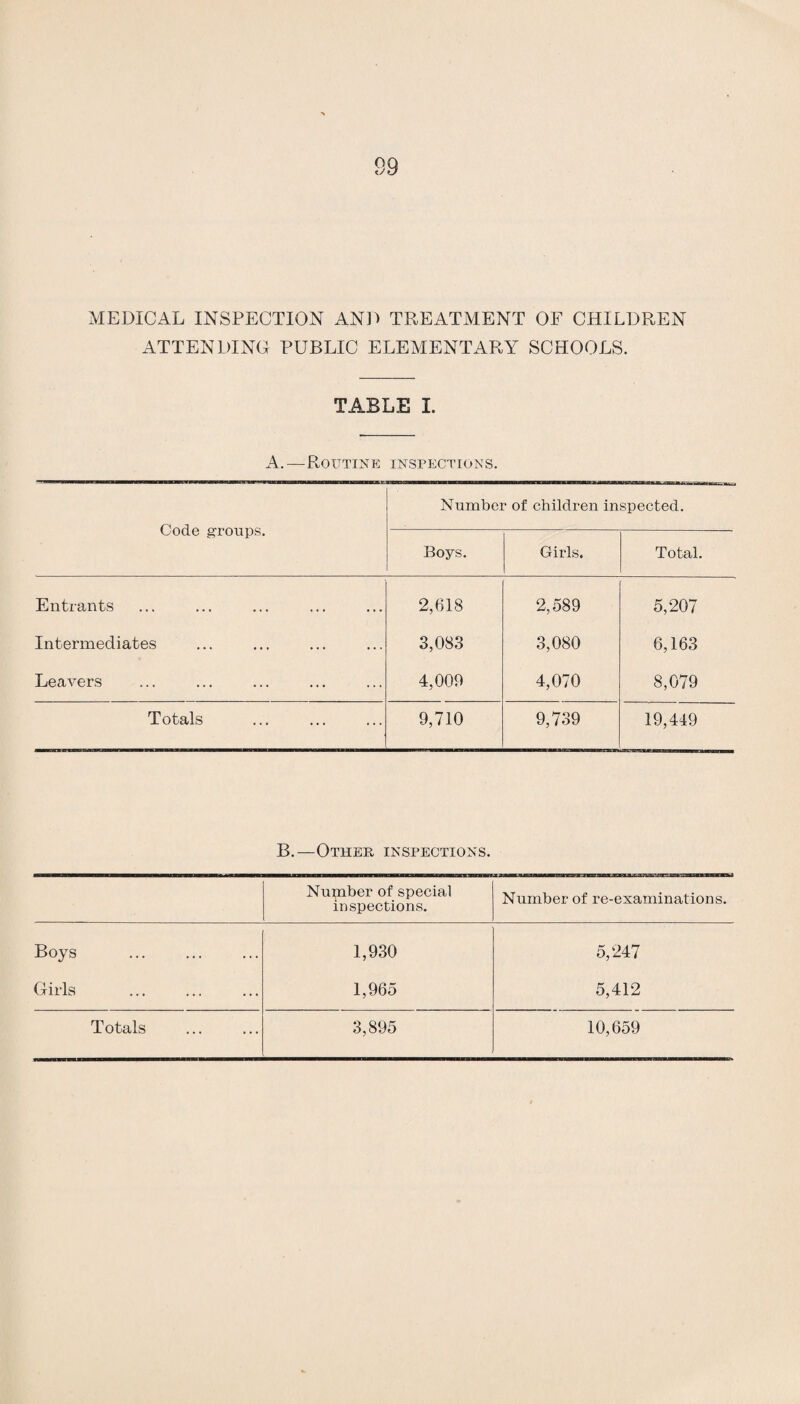 99
MEDICAL INSPECTION AND TREATMENT OF CHILDREN
ATTENDING PUBLIC ELEMENTARY SCHOOLS.
TABLE I.
A.—ROUTINE INSPECTIONS.
Code groups. Number of children inspected.
Boys. Girls. Total.
Entrants ... ... ... ... ... 2,618 2,589 5,207
Intermediates ... ... ... ... 3,083 3,080 6,163
Leavers ... ... ... ... ... 4,009 4,070 8,079
Totals ... ... ... 9,710 9,739 19,449
B.—OTHER INSPECTIONS.
Number of special inspections. Number of re-examinations.
Boys ... ... ... 1,930 5,247
Girls ... ... ... 1,965 5,412
Totals ... ... 3,895 10,659